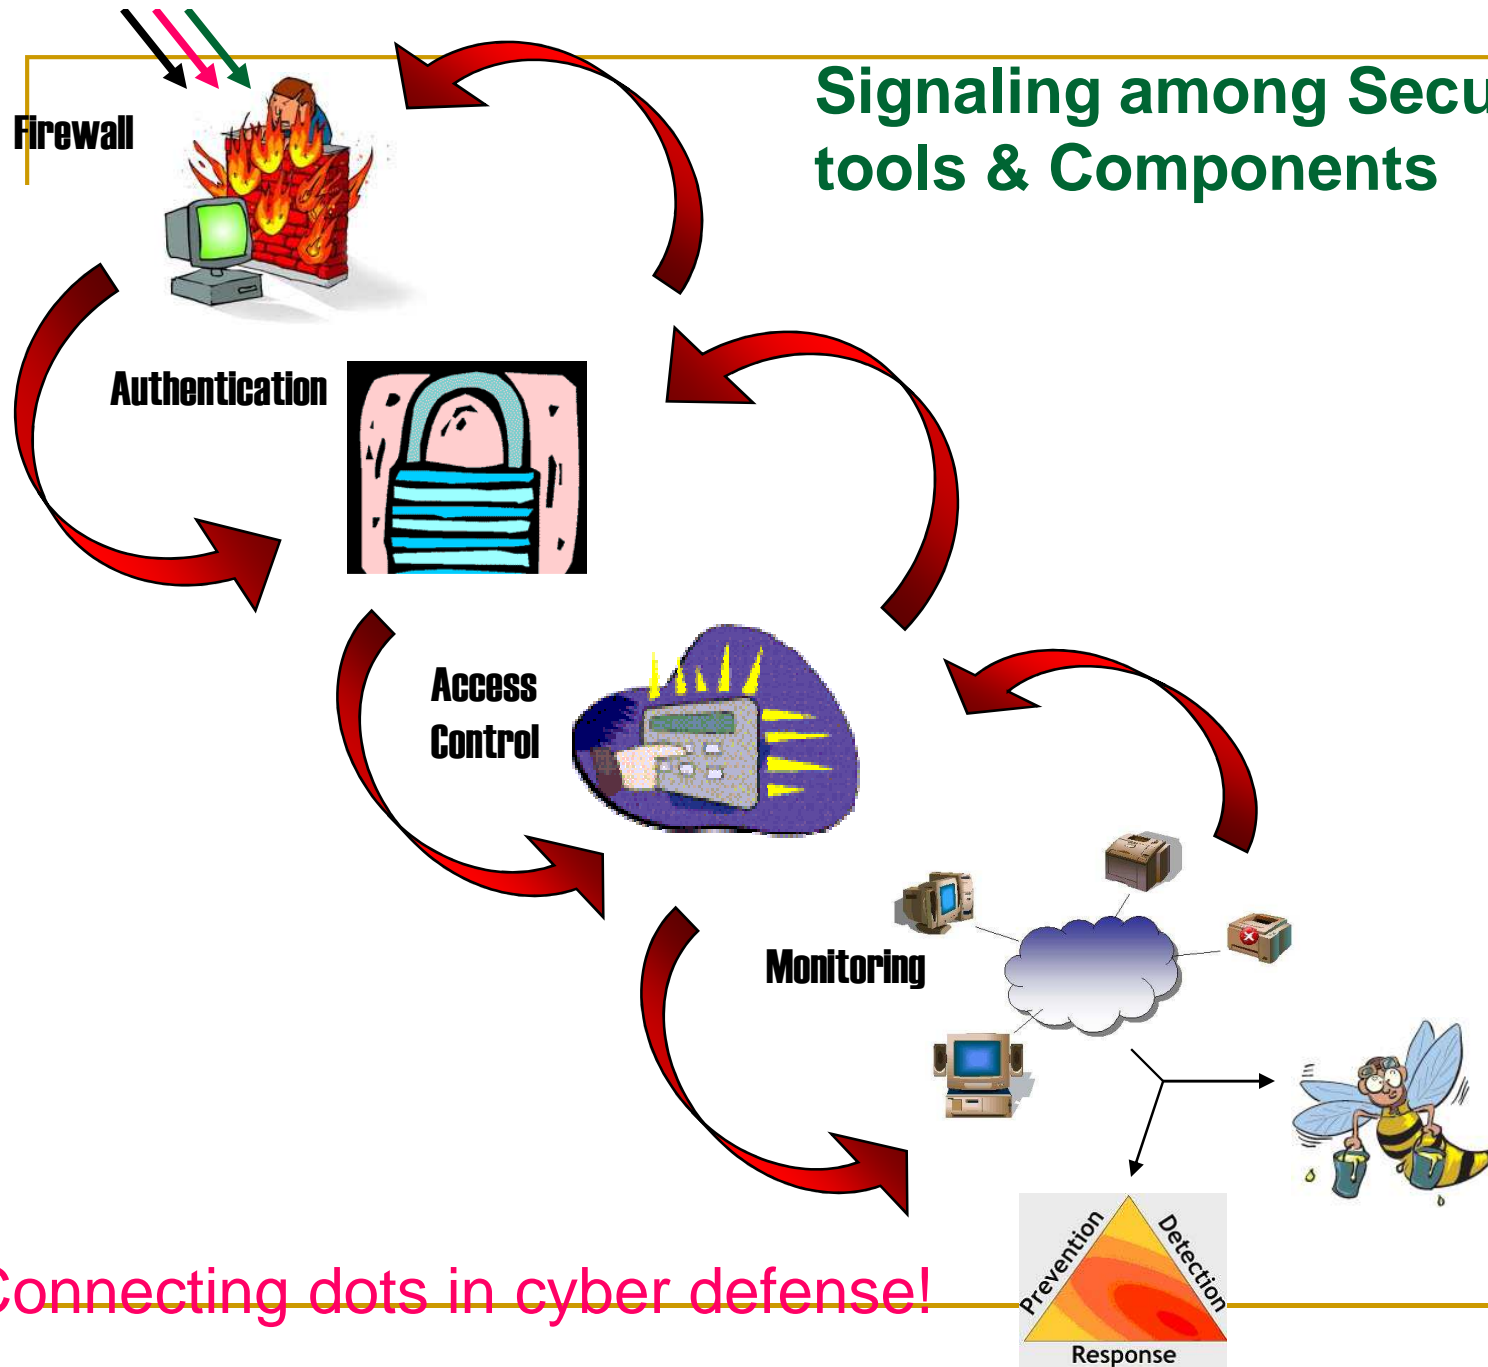 Signaling among Secu
tools & Components
Firewall
Authentication
Access
Control
Monitoring
Prevention
Detection
Response
Connecting dots in cyber defense!